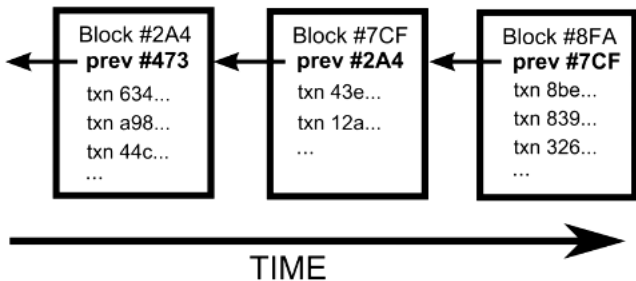 Block #2A4
prev #473
txn 634...
txn a98...
txn 44c...
...
Block #7CF
prev #2A4
txn 43e...
txn 12a...
...
Block #8FA
prev #7CF
txn 8be...
txn 839...
txn 326...
...
TIME